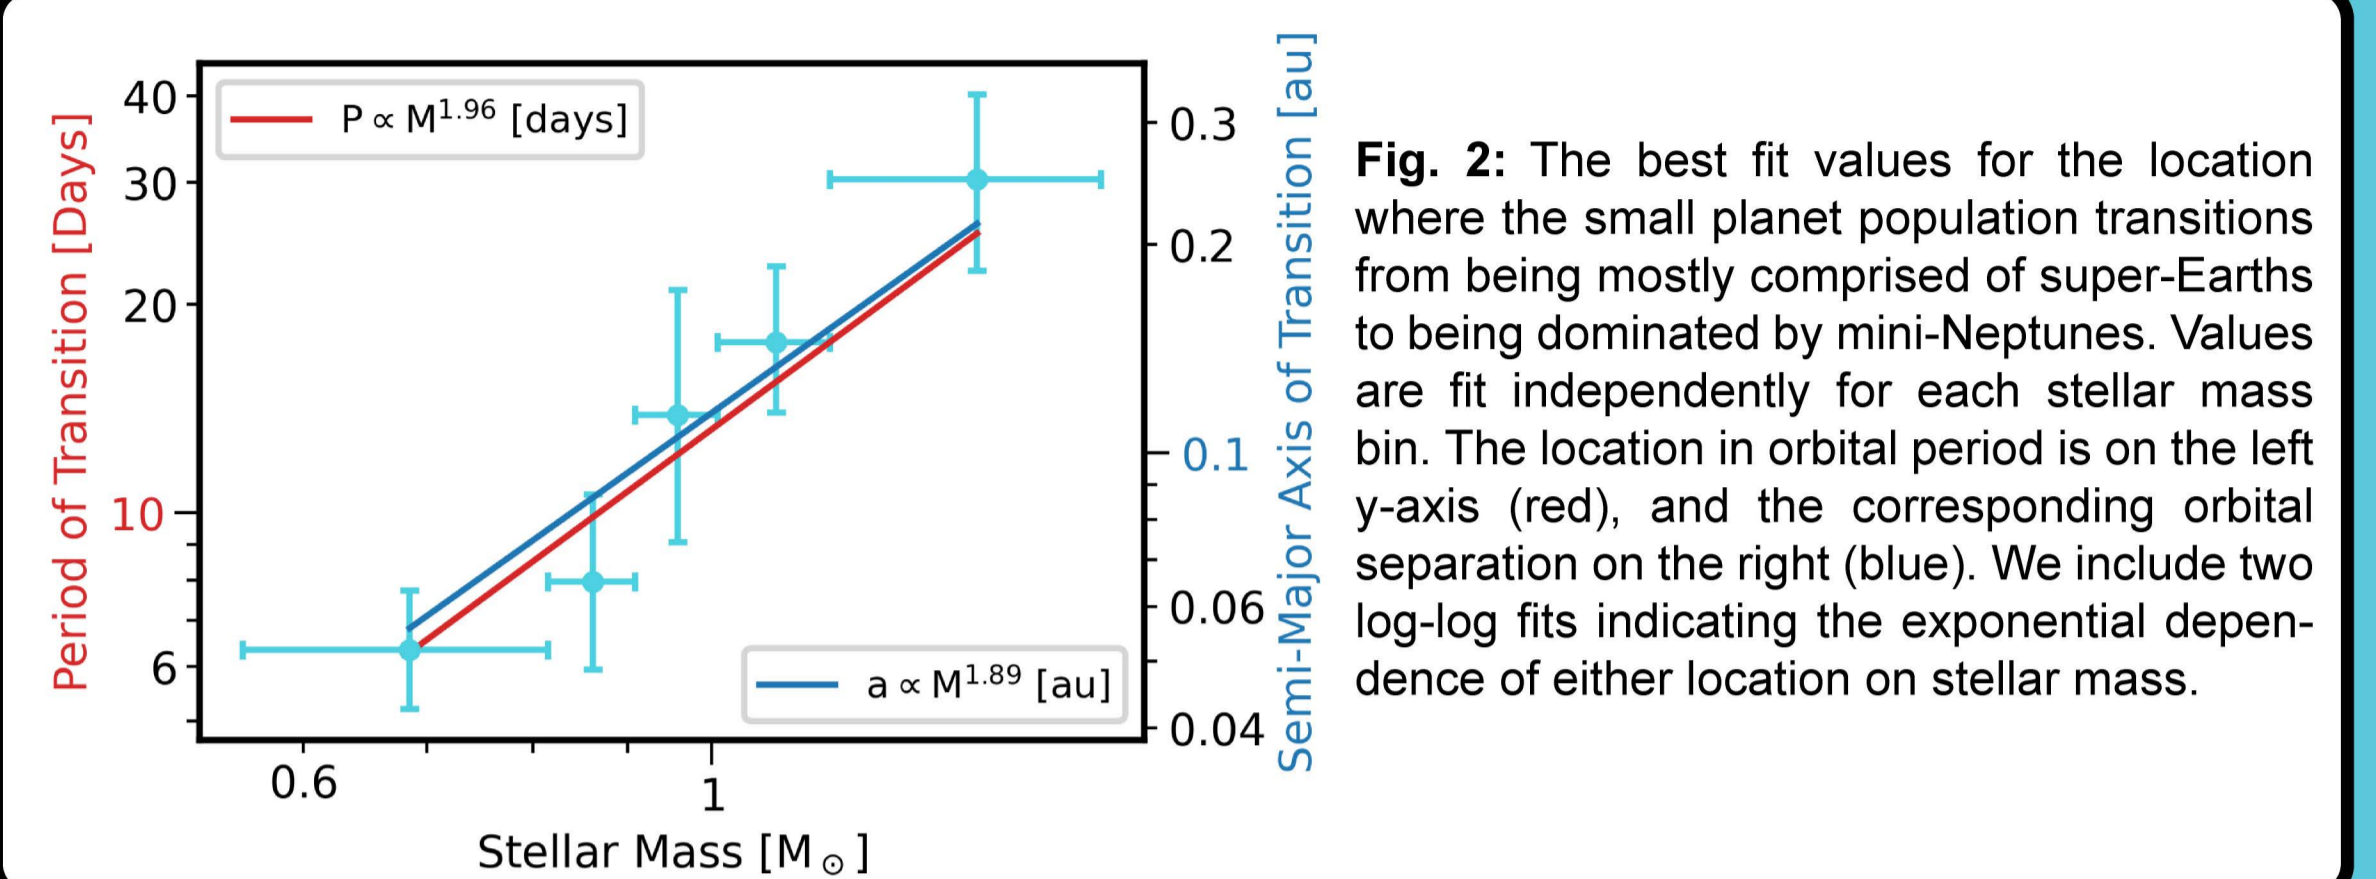 40
30
20
10
6
Period of Transition [Days]
P ∝ M^1.96 [days]
a ∝ M^1.89 [au]
0.3
0.2
0.1
0.06
0.04
Semi-Major Axis of Transition [au]
0.6
1
Stellar Mass [M☉]
Fig. 2: The best fit values for the location
where the small planet population transitions
from being mostly comprised of super-Earths
to being dominated by mini-Neptunes. Values
are fit independently for each stellar mass
bin. The location in orbital period is on the left
y-axis (red), and the corresponding orbital
separation on the right (blue). We include two
log-log fits indicating the exponential depen-
dence of either location on stellar mass.